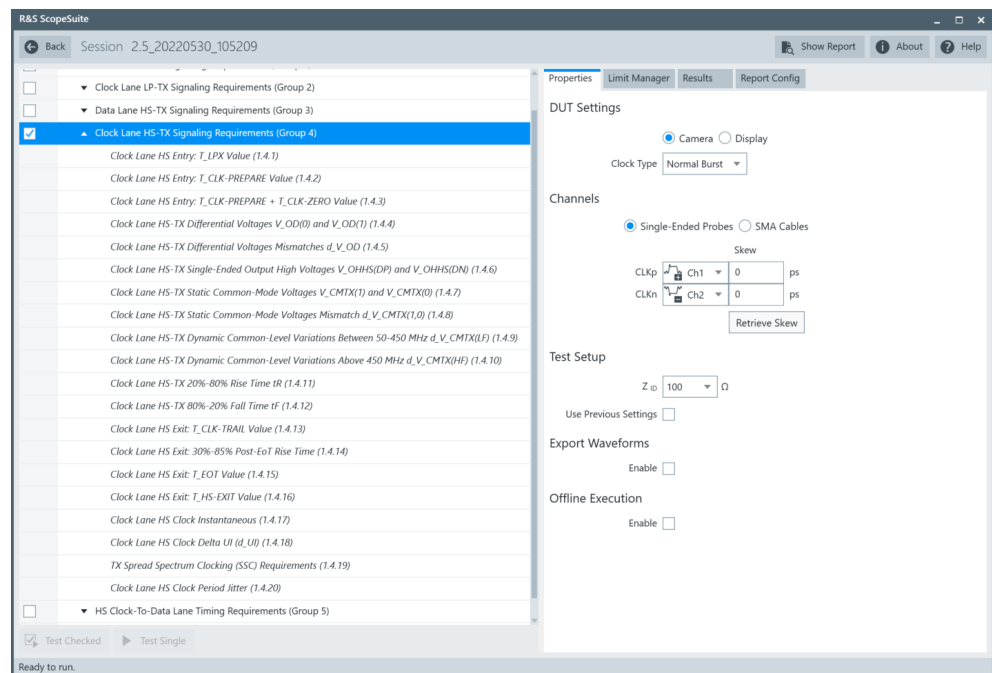 R&S ScopeSuite
Back Session 2.5_20220530_105209 Show Report About Help
Clock Lane LP-TX Signaling Requirements (Group 2)
Data Lane HS-TX Signaling Requirements (Group 3)
Clock Lane HS-TX Signaling Requirements (Group 4)
Clock Lane HS Entry: T_LPX Value (1.4.1)
Clock Lane HS Entry: T_CLK-PREPARE Value (1.4.2)
Clock Lane HS Entry: T_CLK-PREPARE + T_CLK-ZERO Value (1.4.3)
Clock Lane HS-TX Differential Voltages V_OD(0) and V_OD(1) (1.4.4)
Clock Lane HS-TX Differential Voltages Mismatches d_V_OD (1.4.5)
Clock Lane HS-TX Single-Ended Output High Voltages V_OHHS(DP) and V_OHHS(DN) (1.4.6)
Clock Lane HS-TX Static Common-Mode Voltages V_CMTX(1) and V_CMTX(0) (1.4.7)
Clock Lane HS-TX Static Common-Mode Voltages Mismatch d_V_CMTX(1,0) (1.4.8)
Clock Lane HS-TX Dynamic Common-Level Variations Between 50-450 MHz d_V_CMTX(LF) (1.4.9)
Clock Lane HS-TX Dynamic Common-Level Variations Above 450 MHz d_V_CMTX(HF) (1.4.10)
Clock Lane HS-TX 20%-80% Rise Time tR (1.4.11)
Clock Lane HS-TX 80%-20% Fall Time tF (1.4.12)
Clock Lane HS Exit: T_CLK-TRAIL Value (1.4.13)
Clock Lane HS Exit: 30%-85% Post-EoT Rise Time (1.4.14)
Clock Lane HS Exit: T_EOT Value (1.4.15)
Clock Lane HS Exit: T_HS-EXIT Value (1.4.16)
Clock Lane HS Clock Instantaneous (1.4.17)
Clock Lane HS Clock Delta UI (d_UI) (1.4.18)
TX Spread Spectrum Clocking (SSC) Requirements (1.4.19)
Clock Lane HS Clock Period Jitter (1.4.20)
HS Clock-To-Data Lane Timing Requirements (Group 5)
Test Checked Test Single
Ready to run.
Properties Limit Manager Results Report Config
DUT Settings
Camera Display
Clock Type Normal Burst
Channels
Single-Ended Probes SMA Cables
Skew
CLKp Ch1 0 ps
CLKn Ch2 0 ps
Retrieve Skew
Test Setup
Z ID 100 Ω
Use Previous Settings
Export Waveforms
Enable
Offline Execution
Enable